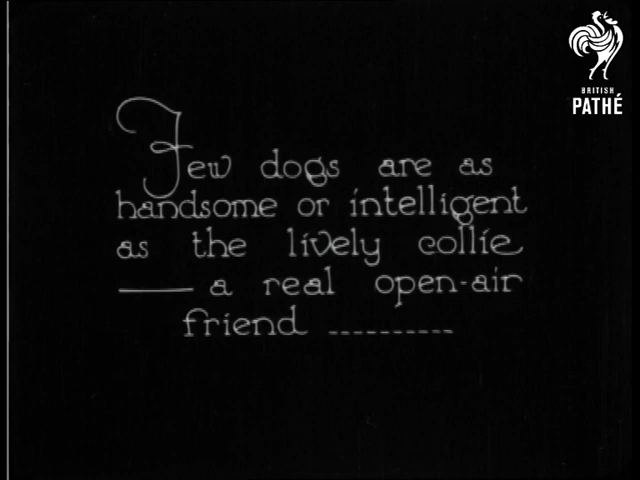 BRITISH
PATHÉ
Few dogs are as
handsome or intelligent
as the lively collie
—— a real open-air
friend ----------